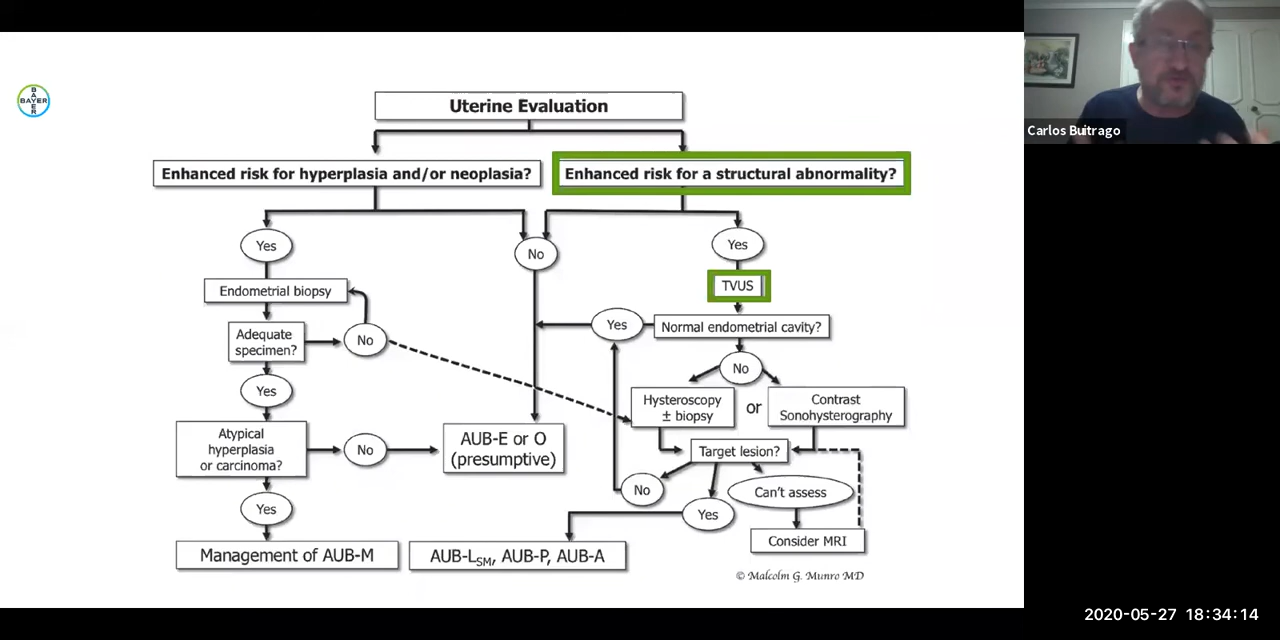 Carlos Buitrago
BAYER
BAYER
Uterine Evaluation
Enhanced risk for hyperplasia and/or neoplasia?
Enhanced risk for a structural abnormality?
Yes
No
Yes
Endometrial biopsy
TVUS
Adequate
specimen?
No
Yes
Normal endometrial cavity?
No
Yes
Hysteroscopy
± biopsy
or
Contrast
Sonohysterography
Atypical
hyperplasia
or carcinoma?
No
AUB-E or O
(presumptive)
Target lesion?
No
Can't assess
Yes
Yes
Consider MRI
Management of AUB-M
AUB-LSM, AUB-P, AUB-A
© Malcolm G. Munro MD
2020-05-27 18:34:14